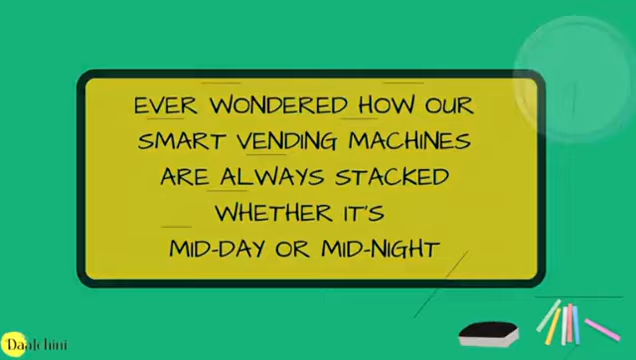 EVER WONDERED HOW OUR
SMART VENDING MACHINES
ARE ALWAYS STACKED
WHETHER IT'S
MID-DAY OR MID-NIGHT
Daalchini